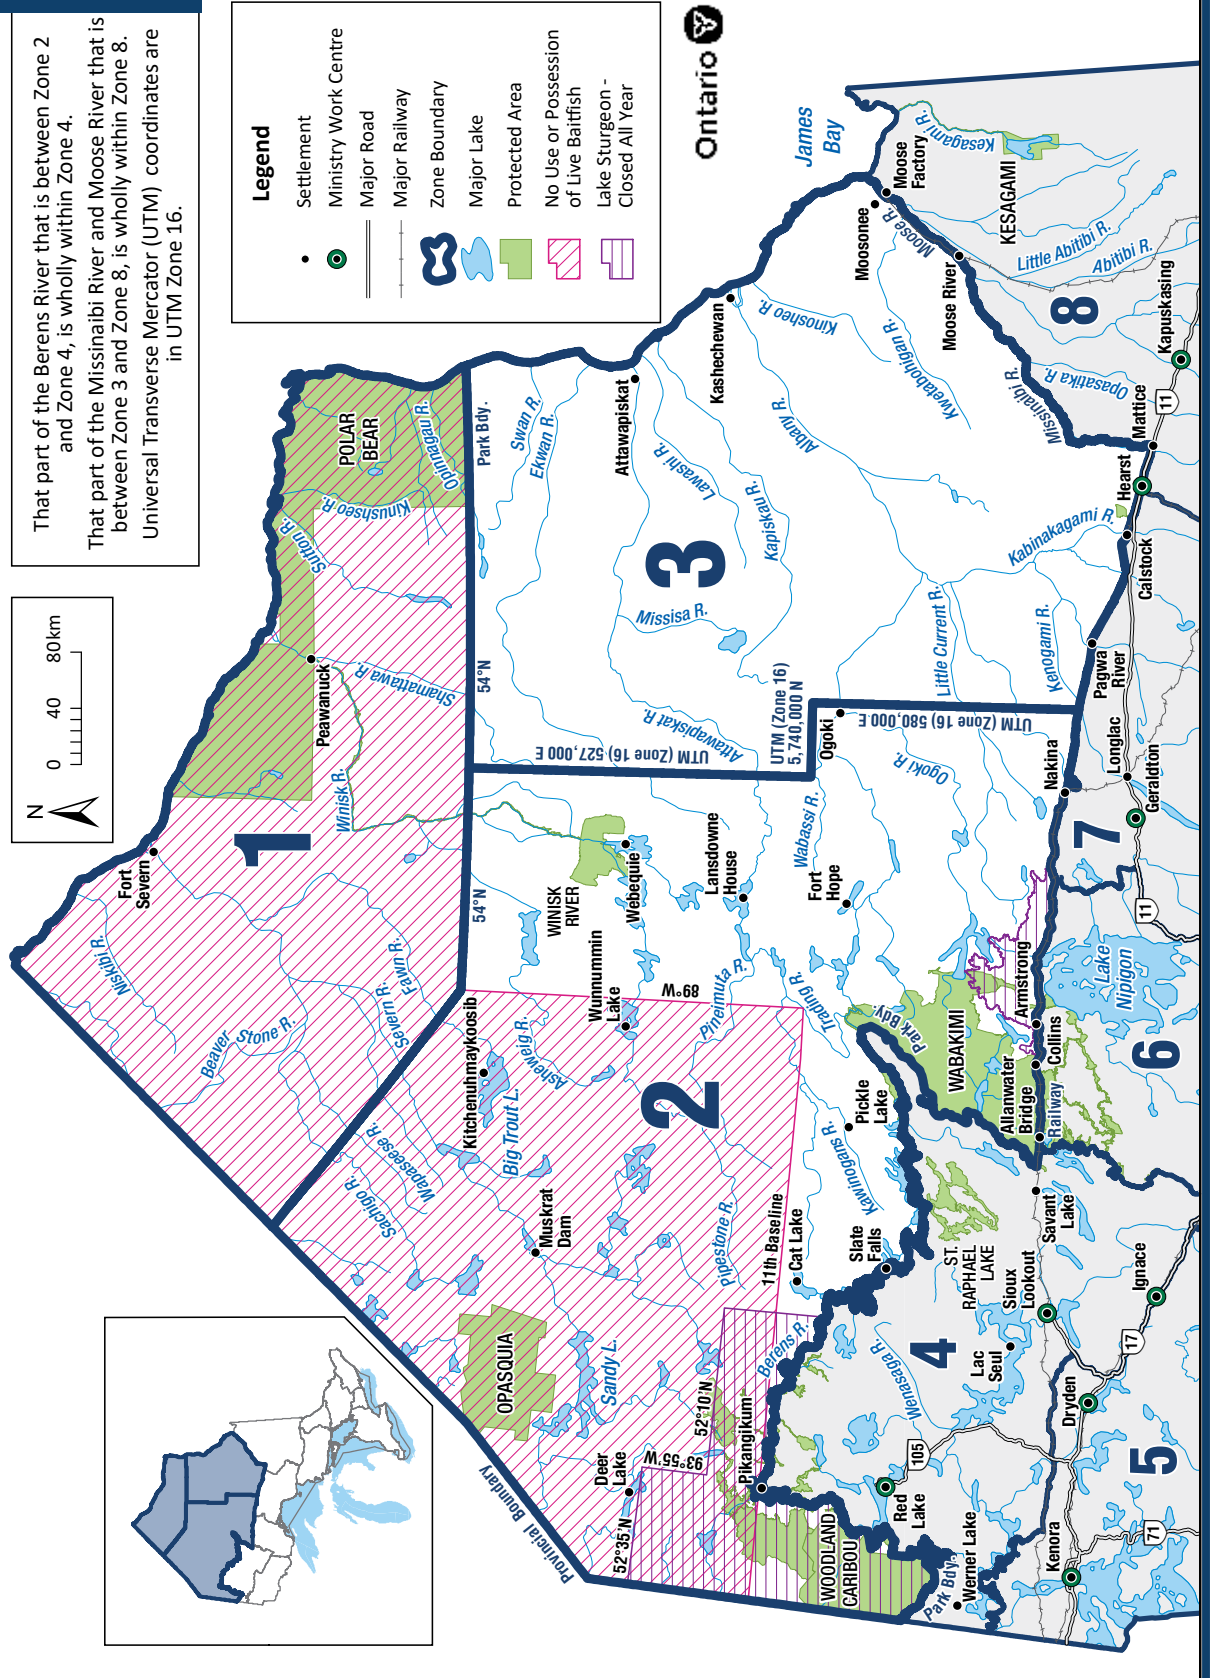 That part of the Berens River that is between Zone 2
and Zone 4, is wholly within Zone 4.
That part of the Missinaibi River and Moose River that is
between Zone 3 and Zone 8, is wholly within Zone 8.
Universal Transverse Mercator (UTM) coordinates are
in UTM Zone 16.
N
0 40 80km
Legend
Settlement
Ministry Work Centre
Major Road
Major Railway
Zone Boundary
Major Lake
Protected Area
No Use or Possession
of Live Baitfish
Lake Sturgeon -
Closed All Year
Ontario
James
Bay
1
Fort
Severn
Niskibi R.
Beaver
Stone R.
Severn R.
Fawn R.
Winisk R.
Peawanuck
Shamattawa R.
Sutton R.
Kinushseo R.
POLAR
BEAR
Opinnagau R.
Park Bdy.
54°N
54°N
2
Sachigo R.
Wapaseese R.
Kitchenuhmaykoosib
Big Trout L.
Asheweig R.
Muskrat
Dam
OPASQUIA
Sandy L.
Deer
Lake
Provincial Boundary
52°35'N
93°55'W
52°10'N
Pikangikum
Berens R.
WOODLAND
CARIBOU
Park Bdy.
Werner Lake
Pipestone R.
11th Baseline
Cat Lake
Slate
Falls
Kawinogans R.
Pickle
Lake
Wunnummin
Lake
89°W
Pineimuta R.
Trading R.
WINISK
RIVER
Webequie
Lansdowne
House
Fort
Hope
Wabassi R.
Ogoki
Ogoki R.
Park Bdy.
WABAKIMI
Armstrong
Collins
Allanwater
Bridge
Railway
Nakina
UTM (Zone 16) 527,000 E
UTM (Zone 16)
5,740,000 N
UTM (Zone 16) 580,000 E
3
Swan R.
Ekwan R.
Attawapiskat
Lawashi R.
Kapiskau R.
Missisa R.
Attawapiskat R.
Kashechewan
Albany R.
Kinosheo R.
Kwetabohigan R.
Moosonee
Moose
Factory
Moose R.
Moose River
Missinaibi R.
Little Current R.
Kenogami R.
Kabinakagami R.
Pagwa
River
Calstock
Hearst
Mattice
11
Kapuskasing
Opasatika R.
8
Little Abitibi R.
Abitibi R.
KESAGAMI
Kesagami R.
7
Longlac
Geraldton
11
Lake
Nipigon
6
4
ST.
RAPHAEL
LAKE
Savant
Lake
Sioux
Lookout
Lac
Seul
Wenasaga R.
Red
Lake
105
Ignace
17
Dryden
Kenora
5
71